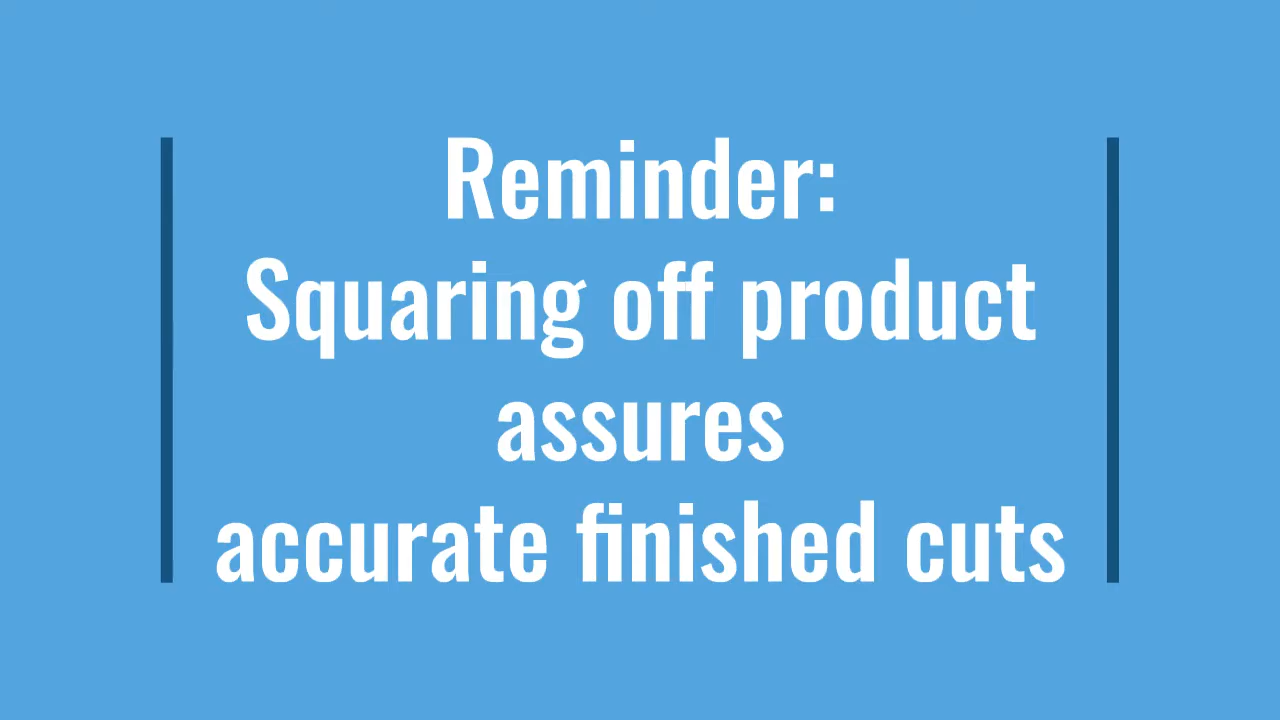 Reminder:
Squaring off product
assures
accurate finished cuts